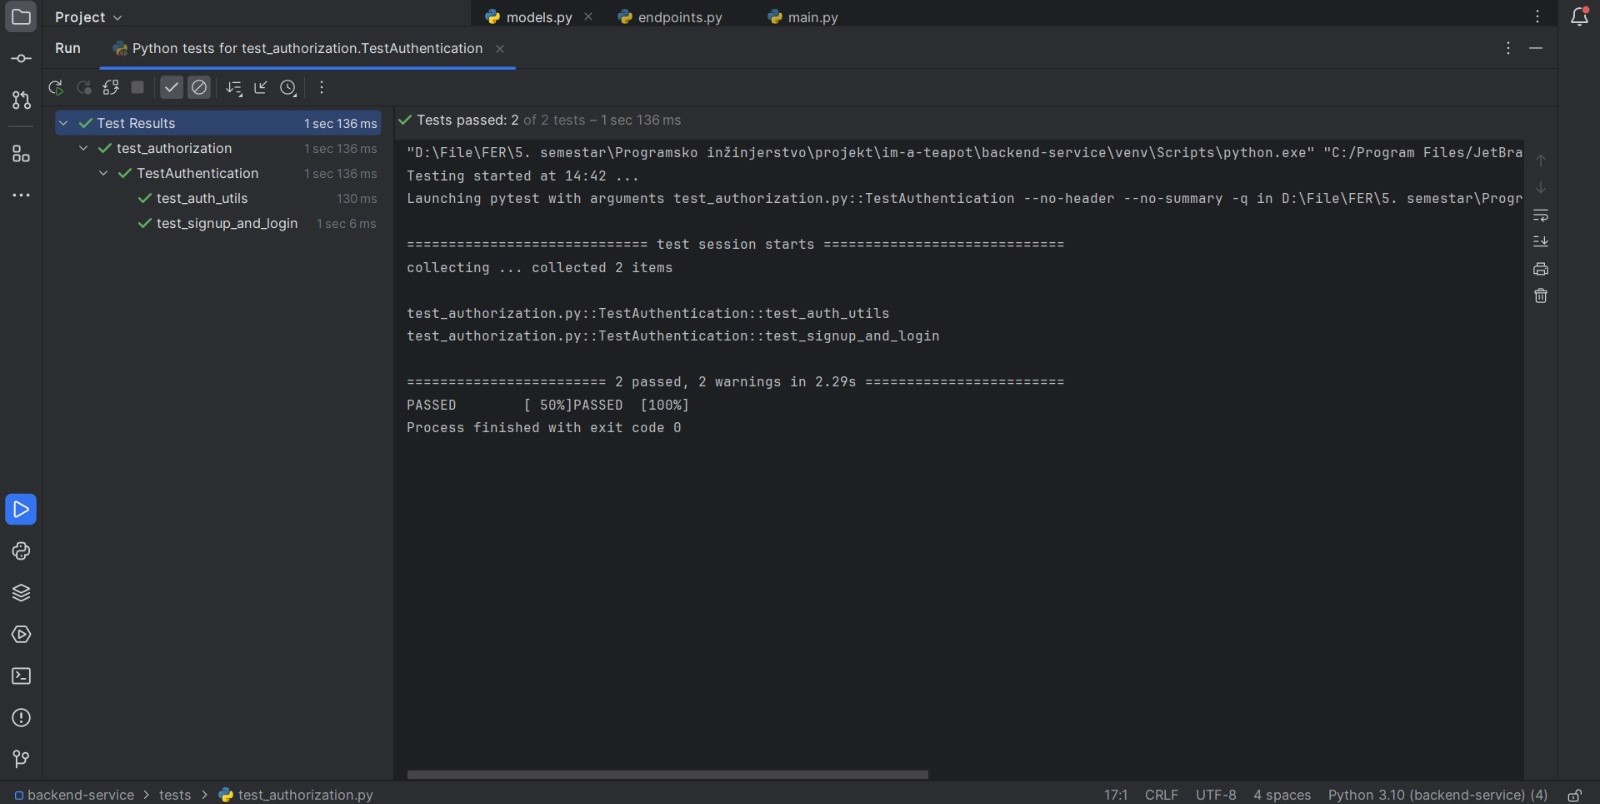 Project
models.py
endpoints.py
main.py
Run
Python tests for test_authorization.TestAuthentication
Test Results 1 sec 136 ms
test_authorization 1 sec 136 ms
TestAuthentication 1 sec 136 ms
test_auth_utils 130 ms
test_signup_and_login 1 sec 6 ms
Tests passed: 2 of 2 tests – 1 sec 136 ms
"D:\File\FER\5. semestar\Programsko inžinjerstvo\projekt\im-a-teapot\backend-service\venv\Scripts\python.exe" "C:/Program Files/JetBra
Testing started at 14:42 ...
Launching pytest with arguments test_authorization.py::TestAuthentication --no-header --no-summary -q in D:\File\FER\5. semestar\Progr
============================= test session starts =============================
collecting ... collected 2 items
test_authorization.py::TestAuthentication::test_auth_utils
test_authorization.py::TestAuthentication::test_signup_and_login
======================== 2 passed, 2 warnings in 2.29s ========================
PASSED        [ 50%]PASSED  [100%]
Process finished with exit code 0
backend-service > tests > test_authorization.py
17:1 CRLF UTF-8 4 spaces Python 3.10 (backend-service) (4)